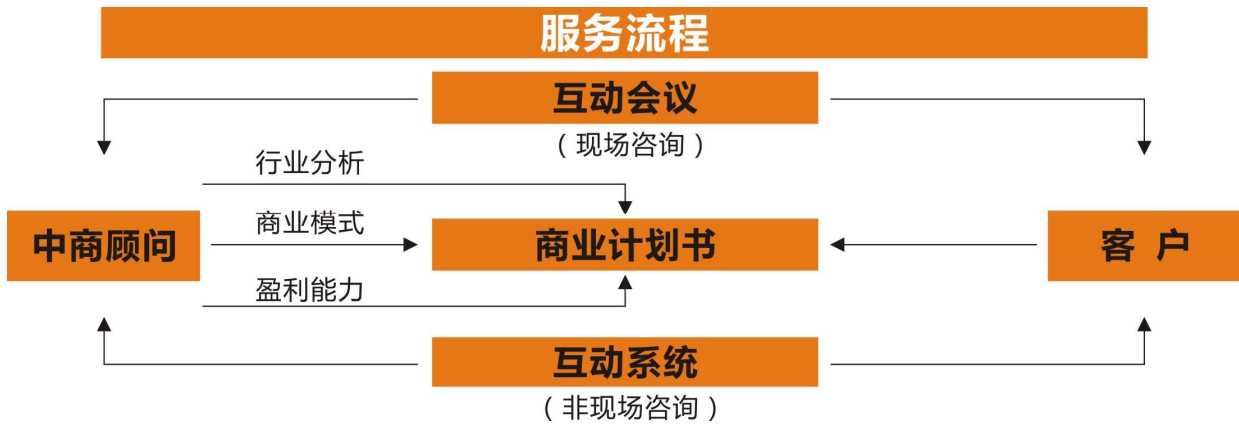 服务流程
互动会议
（现场咨询）
行业分析
中商顾问
商业模式
商业计划书
客 户
盈利能力
互动系统
（非现场咨询）